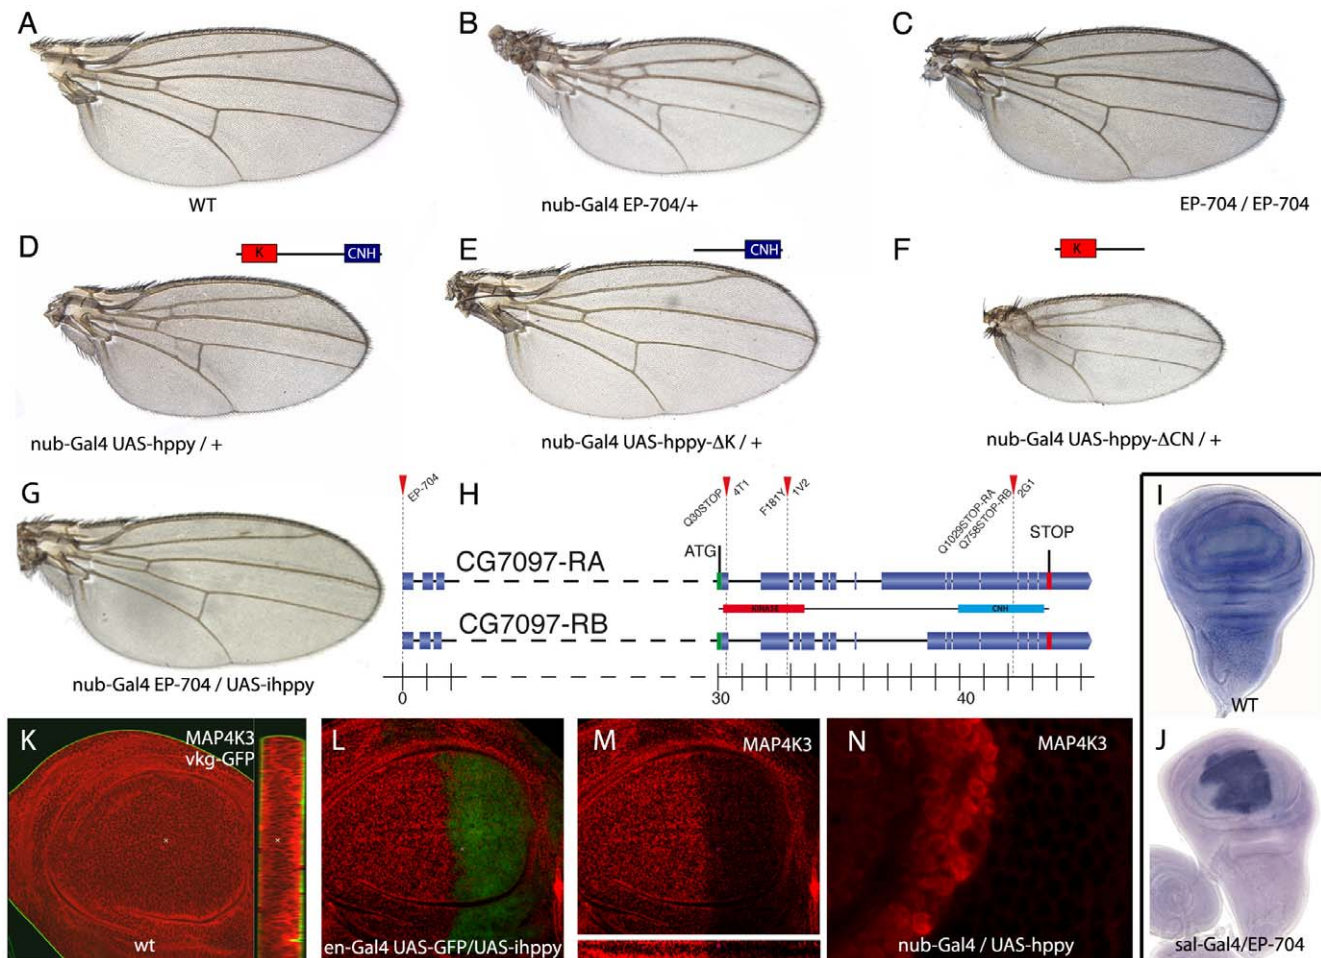 A
B
C
WT
nub-Gal4 EP-704/+
EP-704 / EP-704
D
K
CNH
E
CNH
F
K
nub-Gal4 UAS-hppy / +
nub-Gal4 UAS-hppy-ΔK / +
nub-Gal4 UAS-hppy-ΔCN / +
G
EP-704
H
Q30STOP
4T1
F181Y
1V2
Q1029STOP-RA
Q758STOP-RB
2G1
I
CG7097-RA
ATG
STOP
KINASE
CNH
CG7097-RB
0
30
40
nub-Gal4 EP-704 / UAS-ihppy
WT
K
MAP4K3
vkg-GFP
L
M
MAP4K3
N
MAP4K3
J
x
x
wt
en-Gal4 UAS-GFP/UAS-ihppy
nub-Gal4 / UAS-hppy
sal-Gal4/EP-704